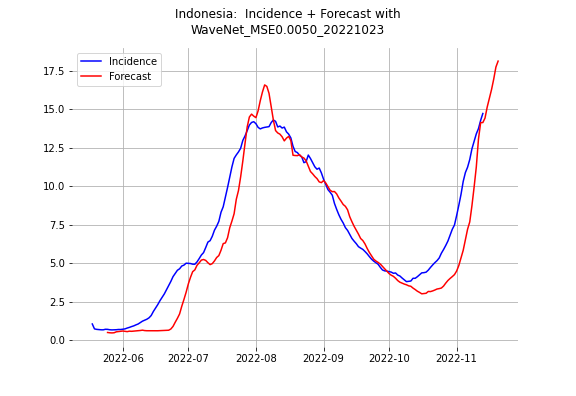 Indonesia: Incidence + Forecast with
WaveNet_MSE0.0050_20221023
Incidence
Forecast
17.5
15.0
12.5
10.0
7.5
5.0
2.5
0.0
2022-06 2022-07 2022-08 2022-09 2022-10 2022-11